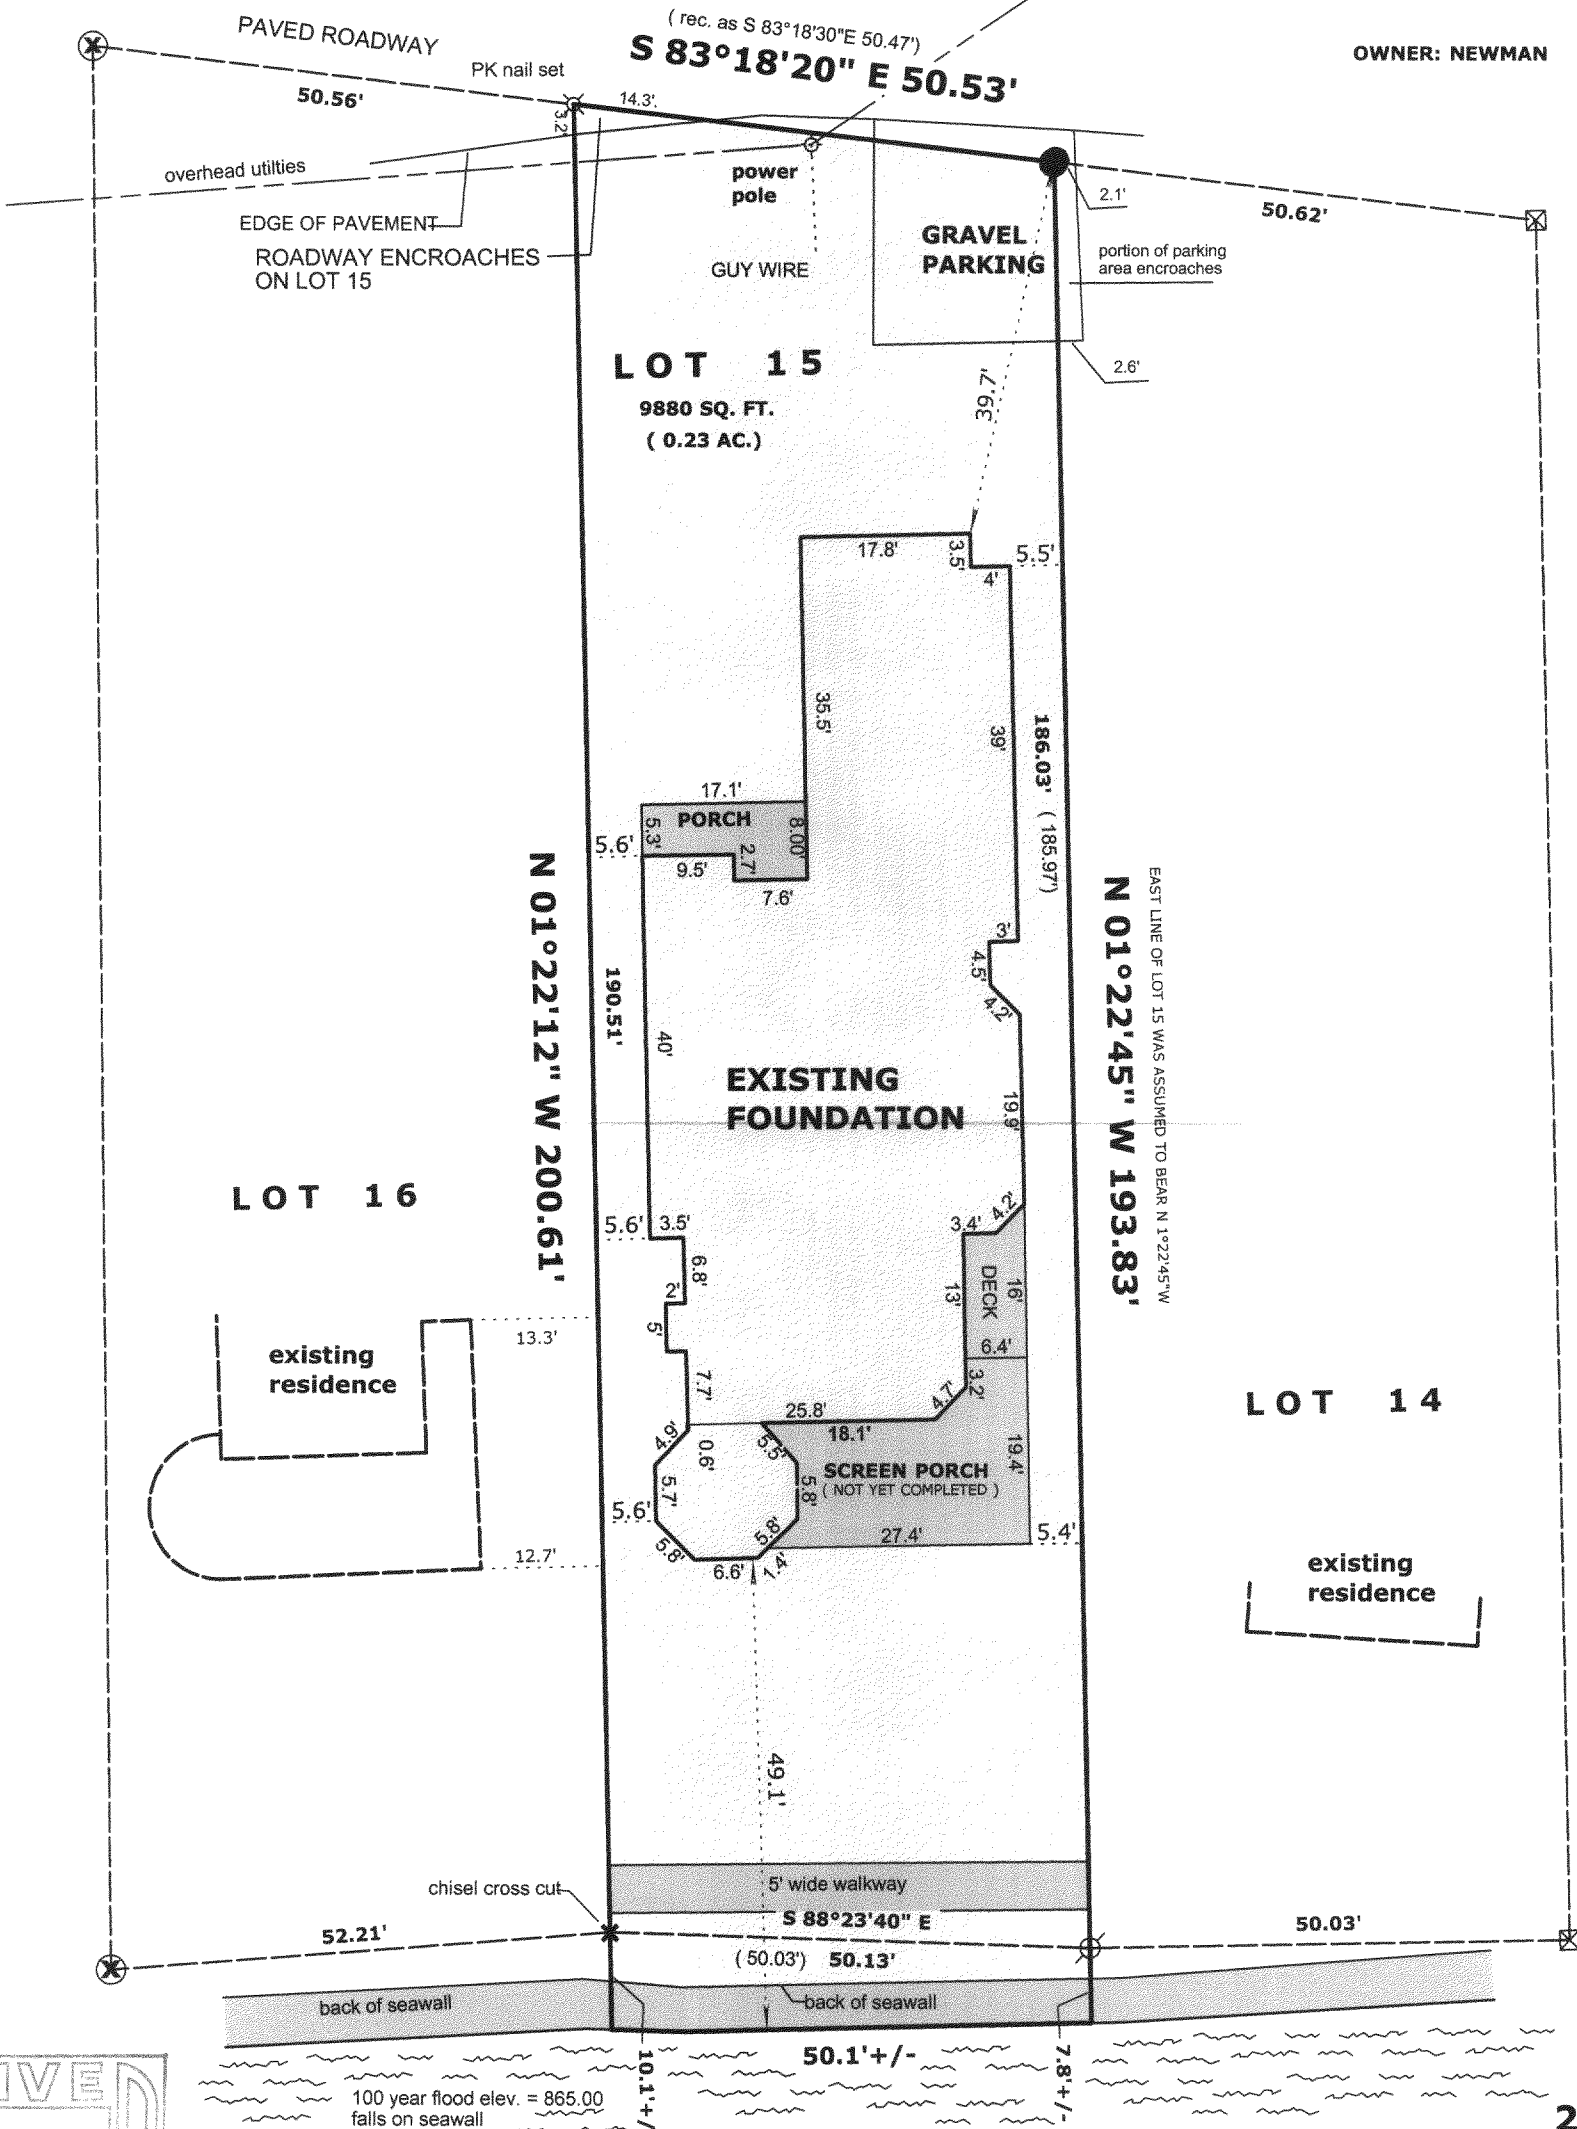 ( rec. as S 83°18'30"E 50.47')
S 83°18'20" E 50.53'
OWNER: NEWMAN
PAVED ROADWAY
PK nail set
50.56'
14.3'.
3.2'
overhead utilties
power
pole
2.1'
50.62'
EDGE OF PAVEMENT
ROADWAY ENCROACHES
ON LOT 15
GUY WIRE
GRAVEL
PARKING
portion of parking
area encroaches
LOT 15
9880 SQ. FT.
( 0.23 AC.)
2.6'
39.7'
17.8'
3.5'
4'
5.5'
35.5'
39'
186.03' ( 185.97')
17.1'
PORCH
5.3'
8.00'
5.6'
9.5'
2.7'
7.6'
N 01°22'12" W 200.61'
190.51'
40'
3'
4.5'
4.2'
N 01°22'45" W 193.83'
EAST LINE OF LOT 15 WAS ASSUMED TO BEAR N 1°22'45"W
EXISTING
FOUNDATION
19.9'
LOT 16
5.6'
3.5'
6.8'
2'
5'
7.7'
3.4'
4.2'
DECK
13'
16'
6.4'
3.2'
4.7'
existing
residence
13.3'
12.7'
LOT 14
25.8'
18.1'
4.9'
0.6'
5.5'
5.7'
5.8'
SCREEN PORCH
( NOT YET COMPLETED )
19.4'
5.6'
5.8'
5.8'
27.4'
5.4'
6.6'
1.4'
existing
residence
49.1'
5' wide walkway
chisel cross cut
S 88°23'40" E
52.21'
( 50.03') 50.13'
50.03'
back of seawall
back of seawall
10.1'+/
50.1'+/-
7.8'+/-
100 year flood elev. = 865.00
falls on seawall
IVE
2